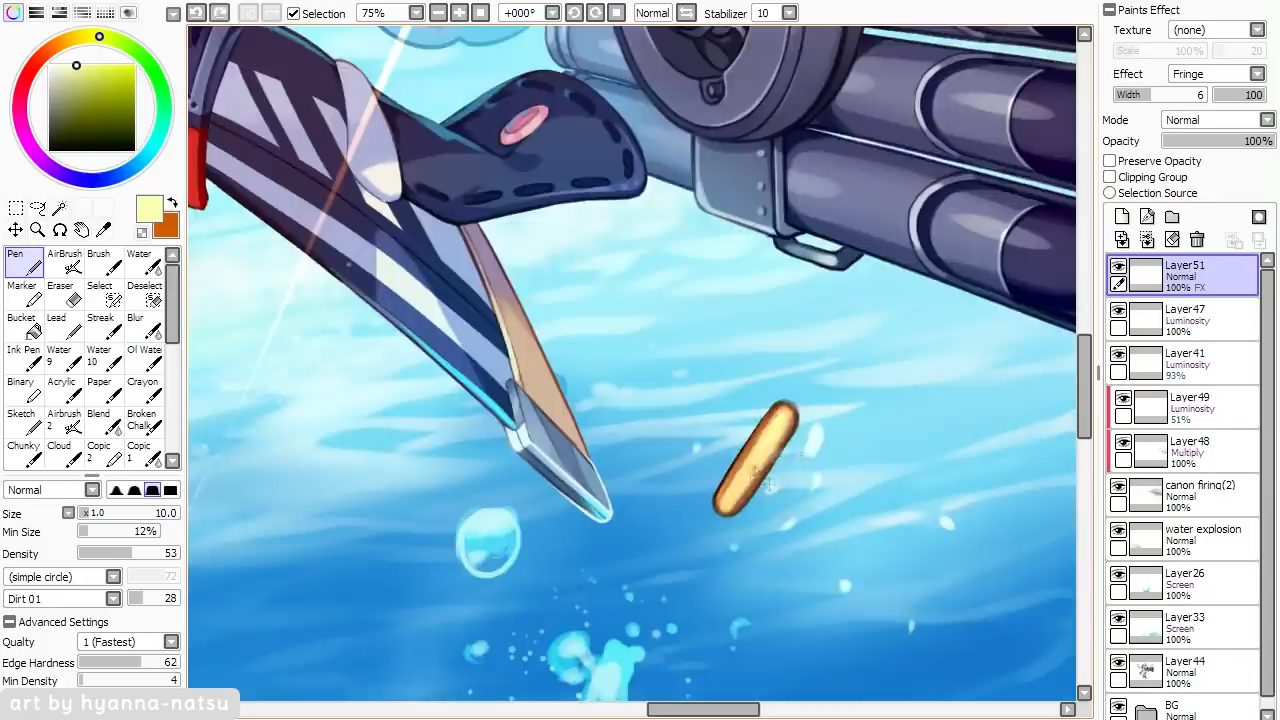 Selection
75%
+000°
Normal
Stabilizer
10
Paints Effect
Texture
(none)
Scale
100%
20
Effect
Fringe
Width
6
100
Mode
Normal
Opacity
100%
Preserve Opacity
Clipping Group
Selection Source
Pen
AirBrush
Brush
Water
Marker
Eraser
Select
Deselect
Bucket
Lead
Streak
Blur
Ink Pen
Water 9
Water 10
Oil Water
Binary
Acrylic
Paper
Crayon
Sketch
Airbrush 2
Blend
Broken Chalk
Chunky
Cloud
Copic 2
Copic 1
Normal
Size
x 1.0
10.0
Min Size
12%
Density
53
(simple circle)
72
Dirt 01
28
Advanced Settings
Qualty
1 (Fastest)
Edge Hardness
62
Min Density
4
Layer51
Normal
100% FX
Layer47
Luminosity
100%
Layer41
Luminosity
93%
Layer49
Luminosity
51%
Layer48
Multiply
100%
canon firing(2)
Normal
100%
water explosion
Normal
100%
Layer26
Screen
100%
Layer33
Screen
100%
Layer44
Normal
100%
BG
Normal
art by hyanna-natsu